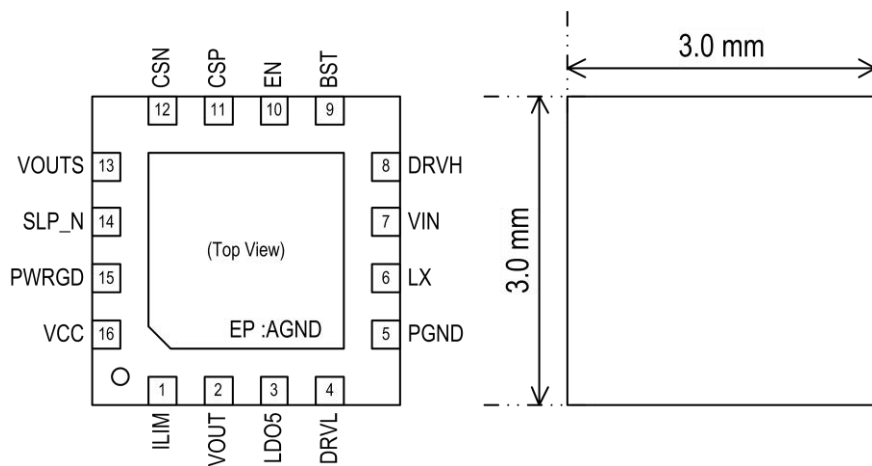 CSN
CSP
EN
BST
12
11
10
9
VOUTS 13
8 DRVH
SLP_N 14
7 VIN
(Top View)
PWRGD 15
6 LX
VCC 16
EP :AGND
5 PGND
1
2
3
4
ILIM
VOUT
LDO5
DRVL
3.0 mm
3.0 mm